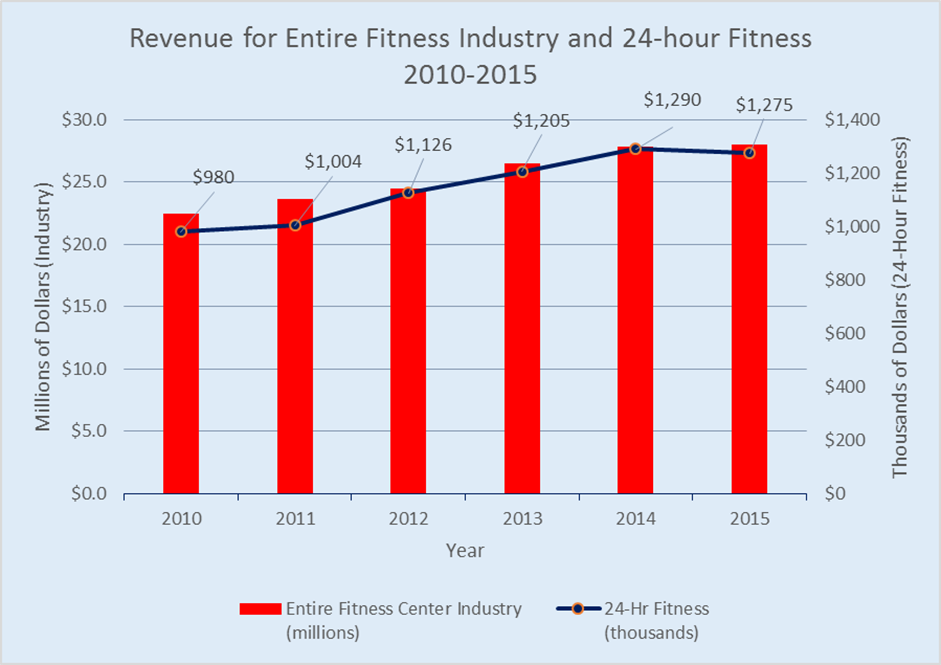 Revenue for Entire Fitness Industry and 24-hour Fitness
2010-2015
$1,290
$1,275
$1,205
$1,126
$1,004
$980
$30.0
$25.0
$20.0
$15.0
$10.0
$5.0
$0.0
Millions of Dollars (Industry)
$1,400
$1,200
$1,000
$800
$600
$400
$200
$0
Thousands of Dollars (24-Hour Fitness)
2010 2011 2012 2013 2014 2015
Year
Entire Fitness Center Industry
(millions)
24-Hr Fitness
(thousands)